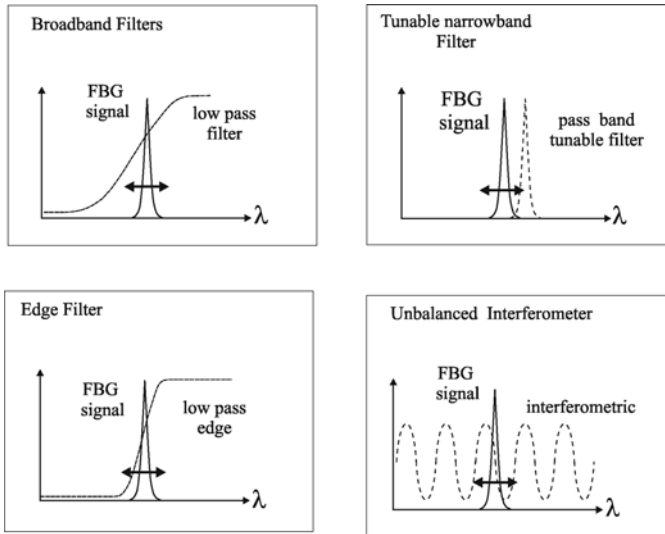 Broadband Filters
FBG
signal
low pass
filter
λ
Tunable narrowband
Filter
FBG
signal
pass band
tunable filter
λ
Edge Filter
FBG
signal
low pass
edge
λ
Unbalanced Interferometer
FBG
signal
interferometric
λ